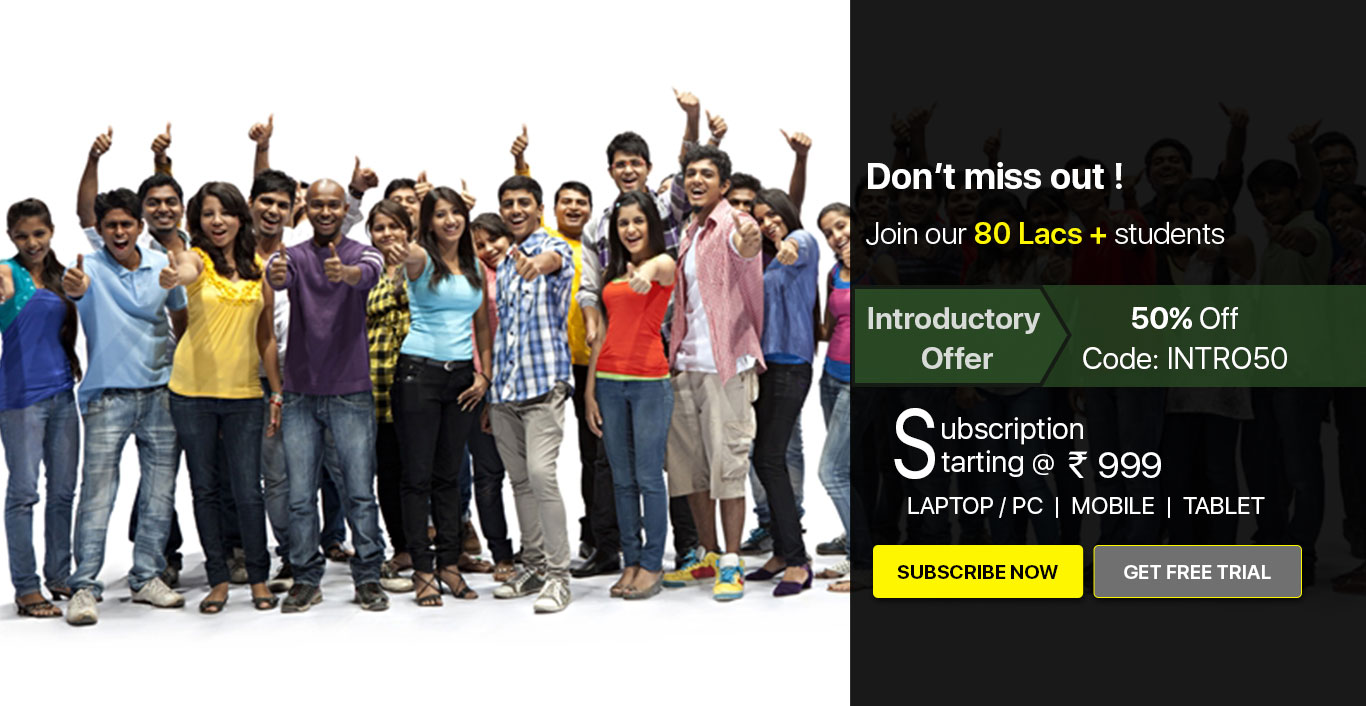 Don’t miss out !
Join our 80 Lacs + students
Introductory
Offer
50% Off
Code: INTRO50
Subscription
Starting @ ₹ 999
LAPTOP / PC | MOBILE | TABLET
SUBSCRIBE NOW
GET FREE TRIAL